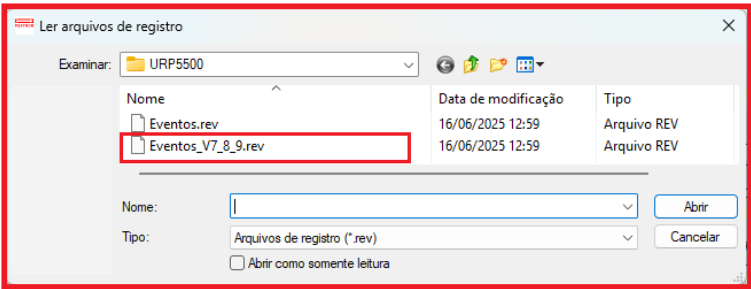 Ler arquivos de registro
Examinar: URP5500
Nome Data de modificação Tipo
Eventos.rev 16/06/2025 12:59 Arquivo REV
Eventos_V7_8_9.rev 16/06/2025 12:59 Arquivo REV
Nome: Abrir
Tipo: Arquivos de registro (*.rev) Cancelar
Abrir como somente leitura